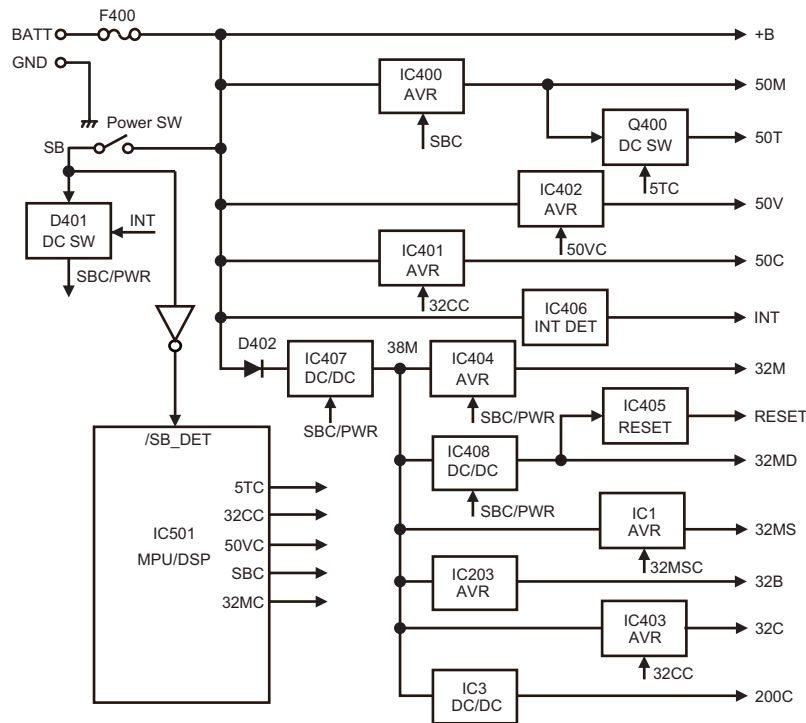 F400
BATT
+B
GND
IC400
AVR
50M
SBC
Q400
DC SW
50T
5TC
Power SW
SB
D401
DC SW
INT
SBC/PWR
IC402
AVR
50V
50VC
IC401
AVR
50C
32CC
IC406
INT DET
INT
D402
IC407
DC/DC
SBC/PWR
38M
IC404
AVR
32M
SBC/PWR
IC405
RESET
RESET
IC408
DC/DC
32MD
SBC/PWR
IC1
AVR
32MS
32MSC
IC203
AVR
32B
IC403
AVR
32C
32CC
IC3
DC/DC
200C
/SB_DET
IC501
MPU/DSP
5TC
32CC
50VC
SBC
32MC